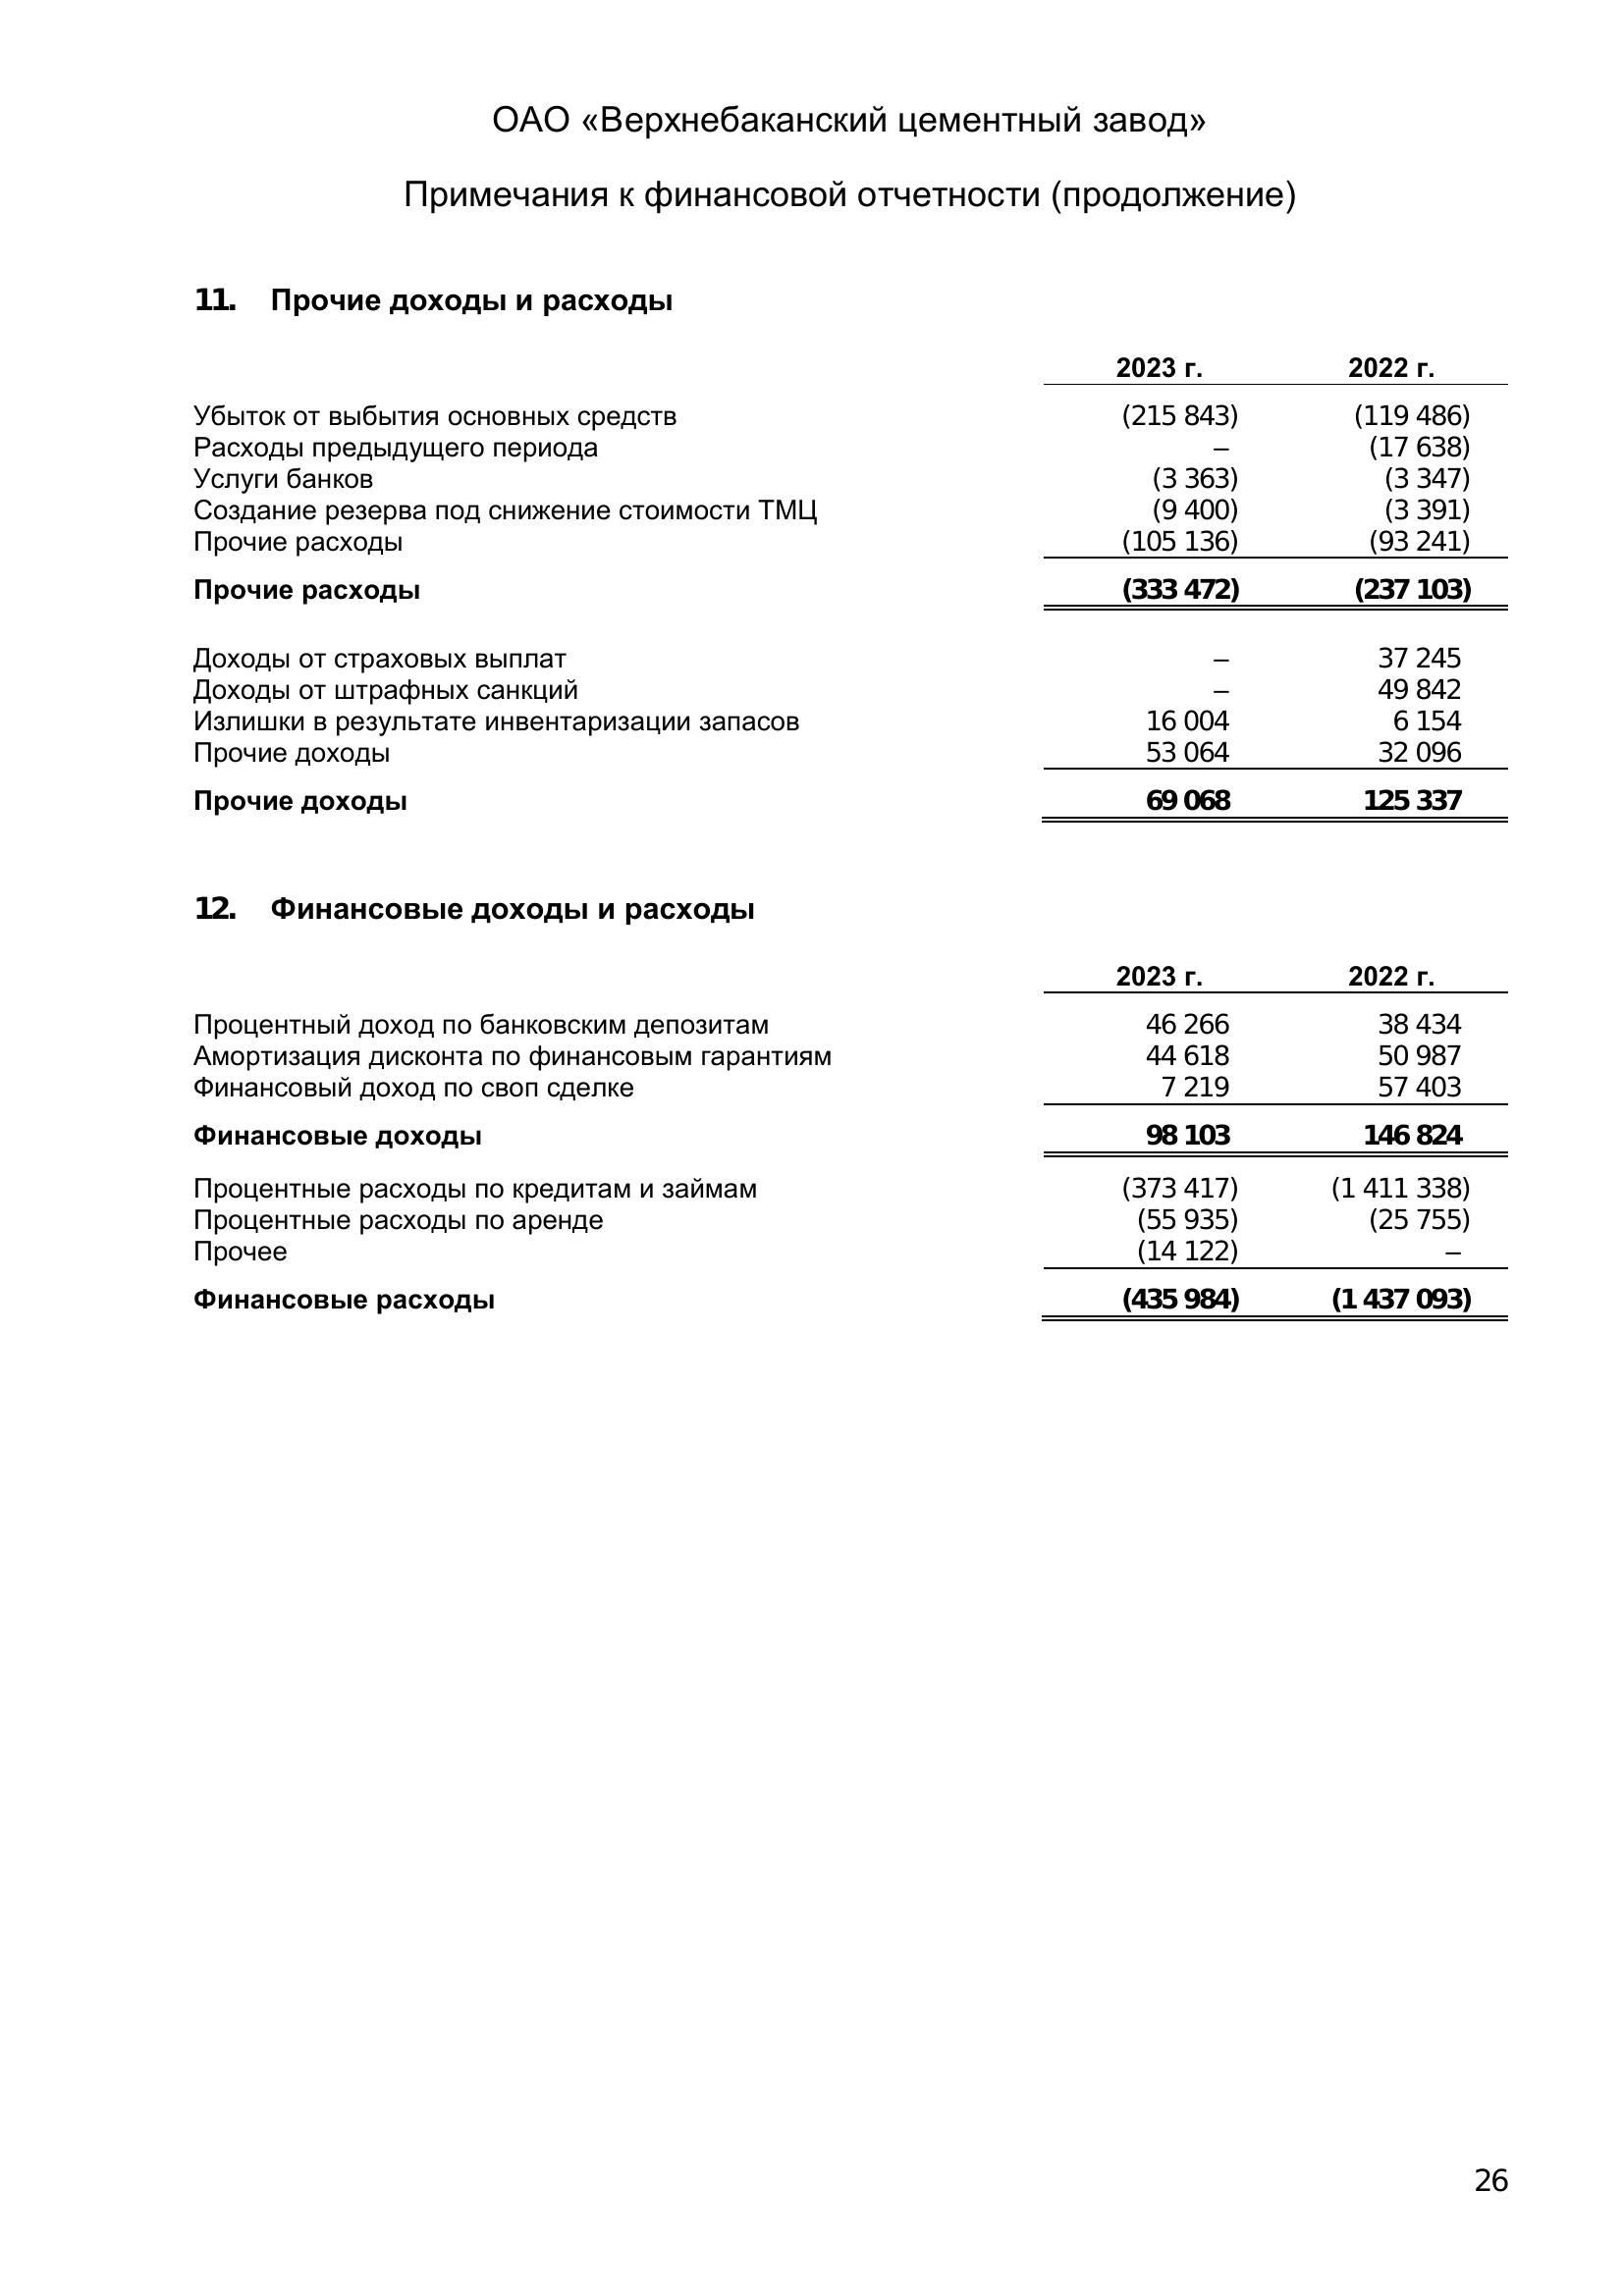 ОАО «Верхнебаканский цементный завод»
Примечания к финансовой отчетности (продолжение)
11. Прочие доходы и расходы
2023 г. 2022 г.
Убыток от выбытия основных средств (215 843) (119 486)
Расходы предыдущего периода – (17 638)
Услуги банков (3 363) (3 347)
Создание резерва под снижение стоимости ТМЦ (9 400) (3 391)
Прочие расходы (105 136) (93 241)
Прочие расходы (333 472) (237 103)
Доходы от страховых выплат – 37 245
Доходы от штрафных санкций – 49 842
Излишки в результате инвентаризации запасов 16 004 6 154
Прочие доходы 53 064 32 096
Прочие доходы 69 068 125 337
12. Финансовые доходы и расходы
2023 г. 2022 г.
Процентный доход по банковским депозитам 46 266 38 434
Амортизация дисконта по финансовым гарантиям 44 618 50 987
Финансовый доход по своп сделке 7 219 57 403
Финансовые доходы 98 103 146 824
Процентные расходы по кредитам и займам (373 417) (1 411 338)
Процентные расходы по аренде (55 935) (25 755)
Прочее (14 122) –
Финансовые расходы (435 984) (1 437 093)
26